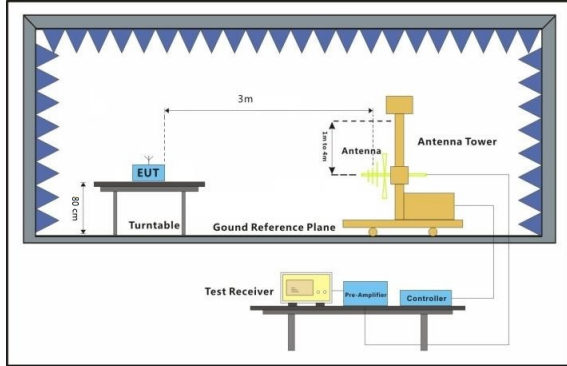 3m
1m to 4m
Antenna Tower
Antenna
EUT
80 cm
Turntable
Gound Reference Plane
Test Receiver
Pre-Amplifier
Controller